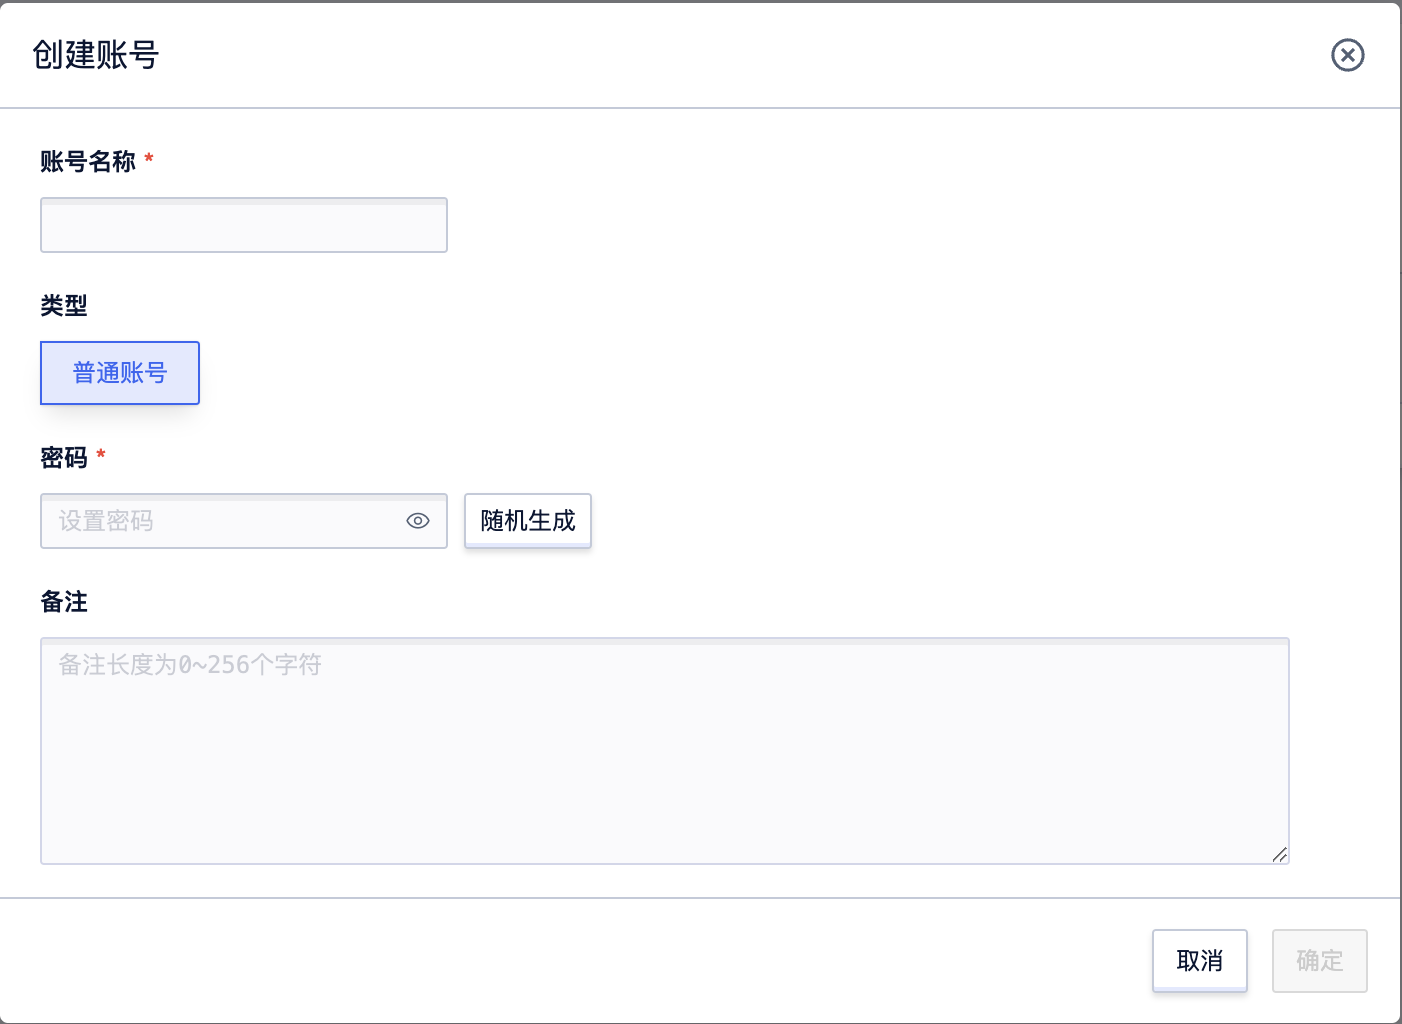 创建账号
账号名称 *
类型
普通账号
密码 *
设置密码
随机生成
备注
备注长度为0~256个字符
取消
确定